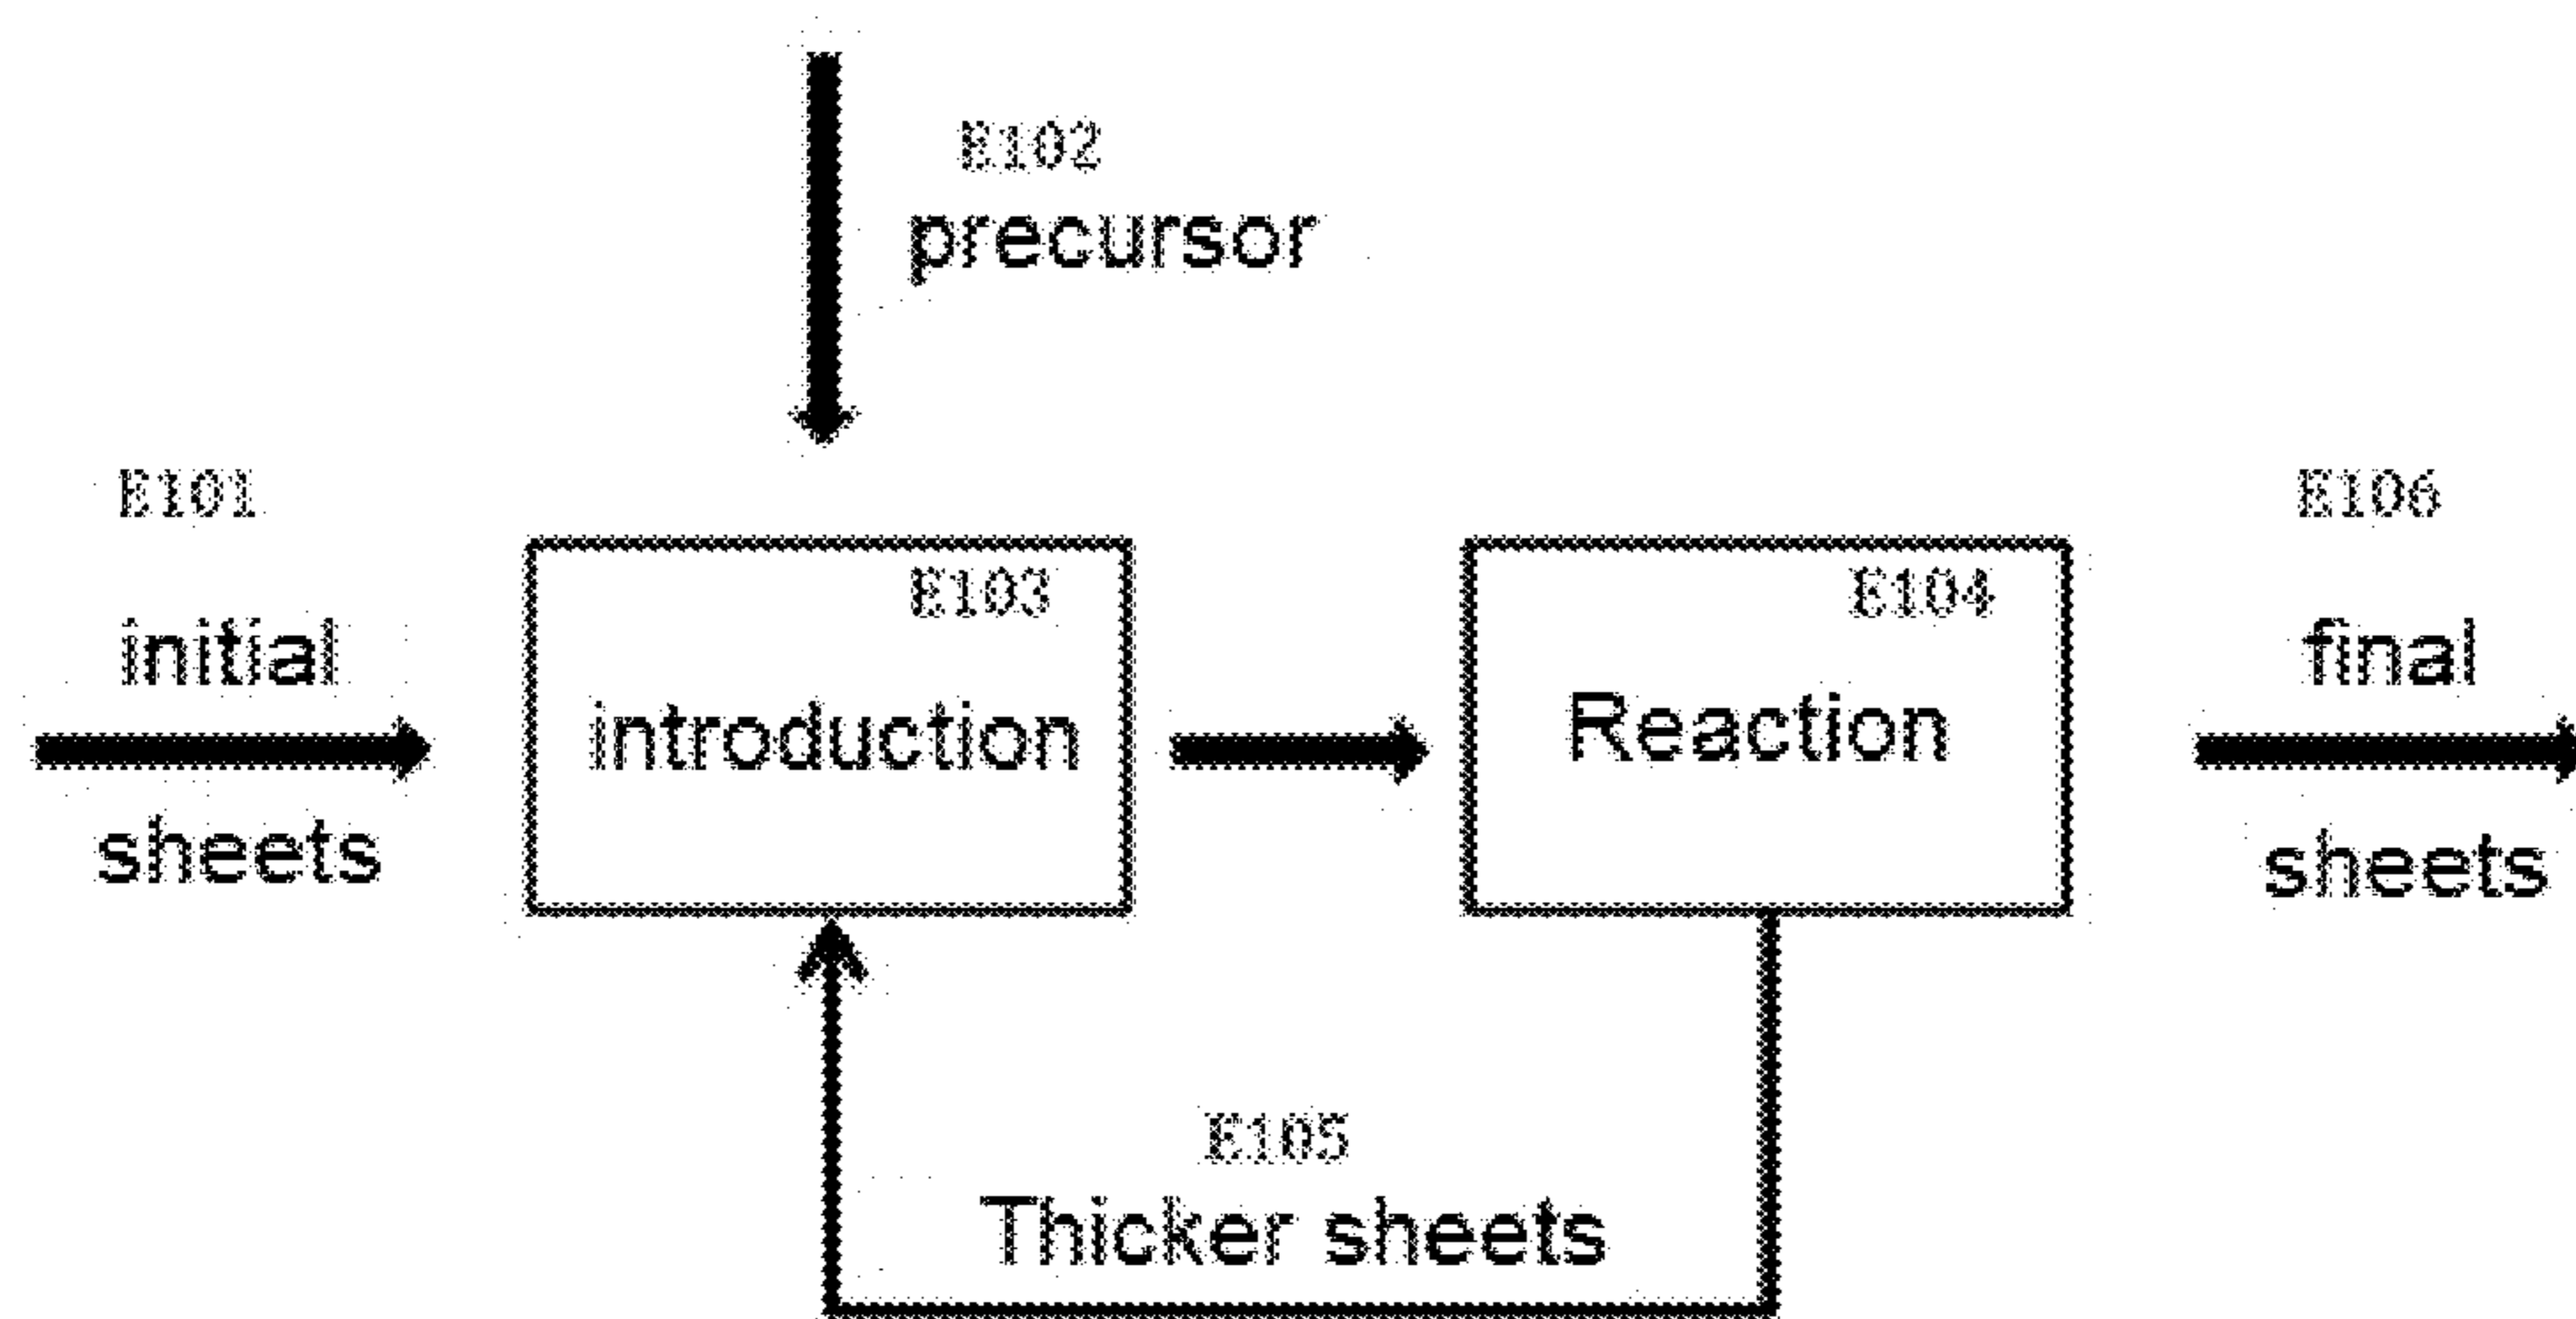 E102
precursor
E101
initial
sheets
E103
introduction
E104
Reaction
E106
final
sheets
E105
Thicker sheets